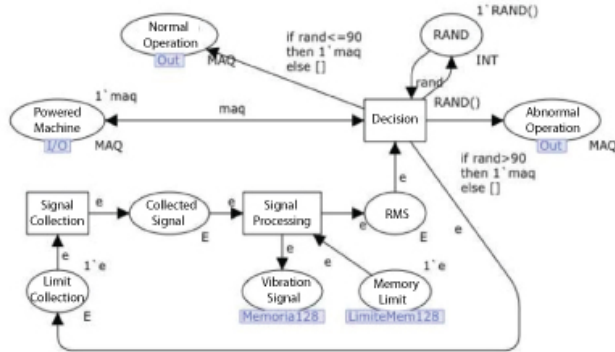 Normal
Operation
Out
MAQ
if rand<=90
then 1`maq
else []
1`RAND()
RAND
INT
rand
RAND()
1`maq
Powered
Machine
I/O
MAQ
maq
Decision
Abnormal
Operation
Out
MAQ
if rand>90
then 1`maq
else []
e
e
Signal
Collection
e
Collected
Signal
E
e
Signal
Processing
e
RMS
E
e
e
e
1`e
Limit
Collection
E
Vibration
Signal
Memoria128
1`e
Memory
Limit
LimiteMem128